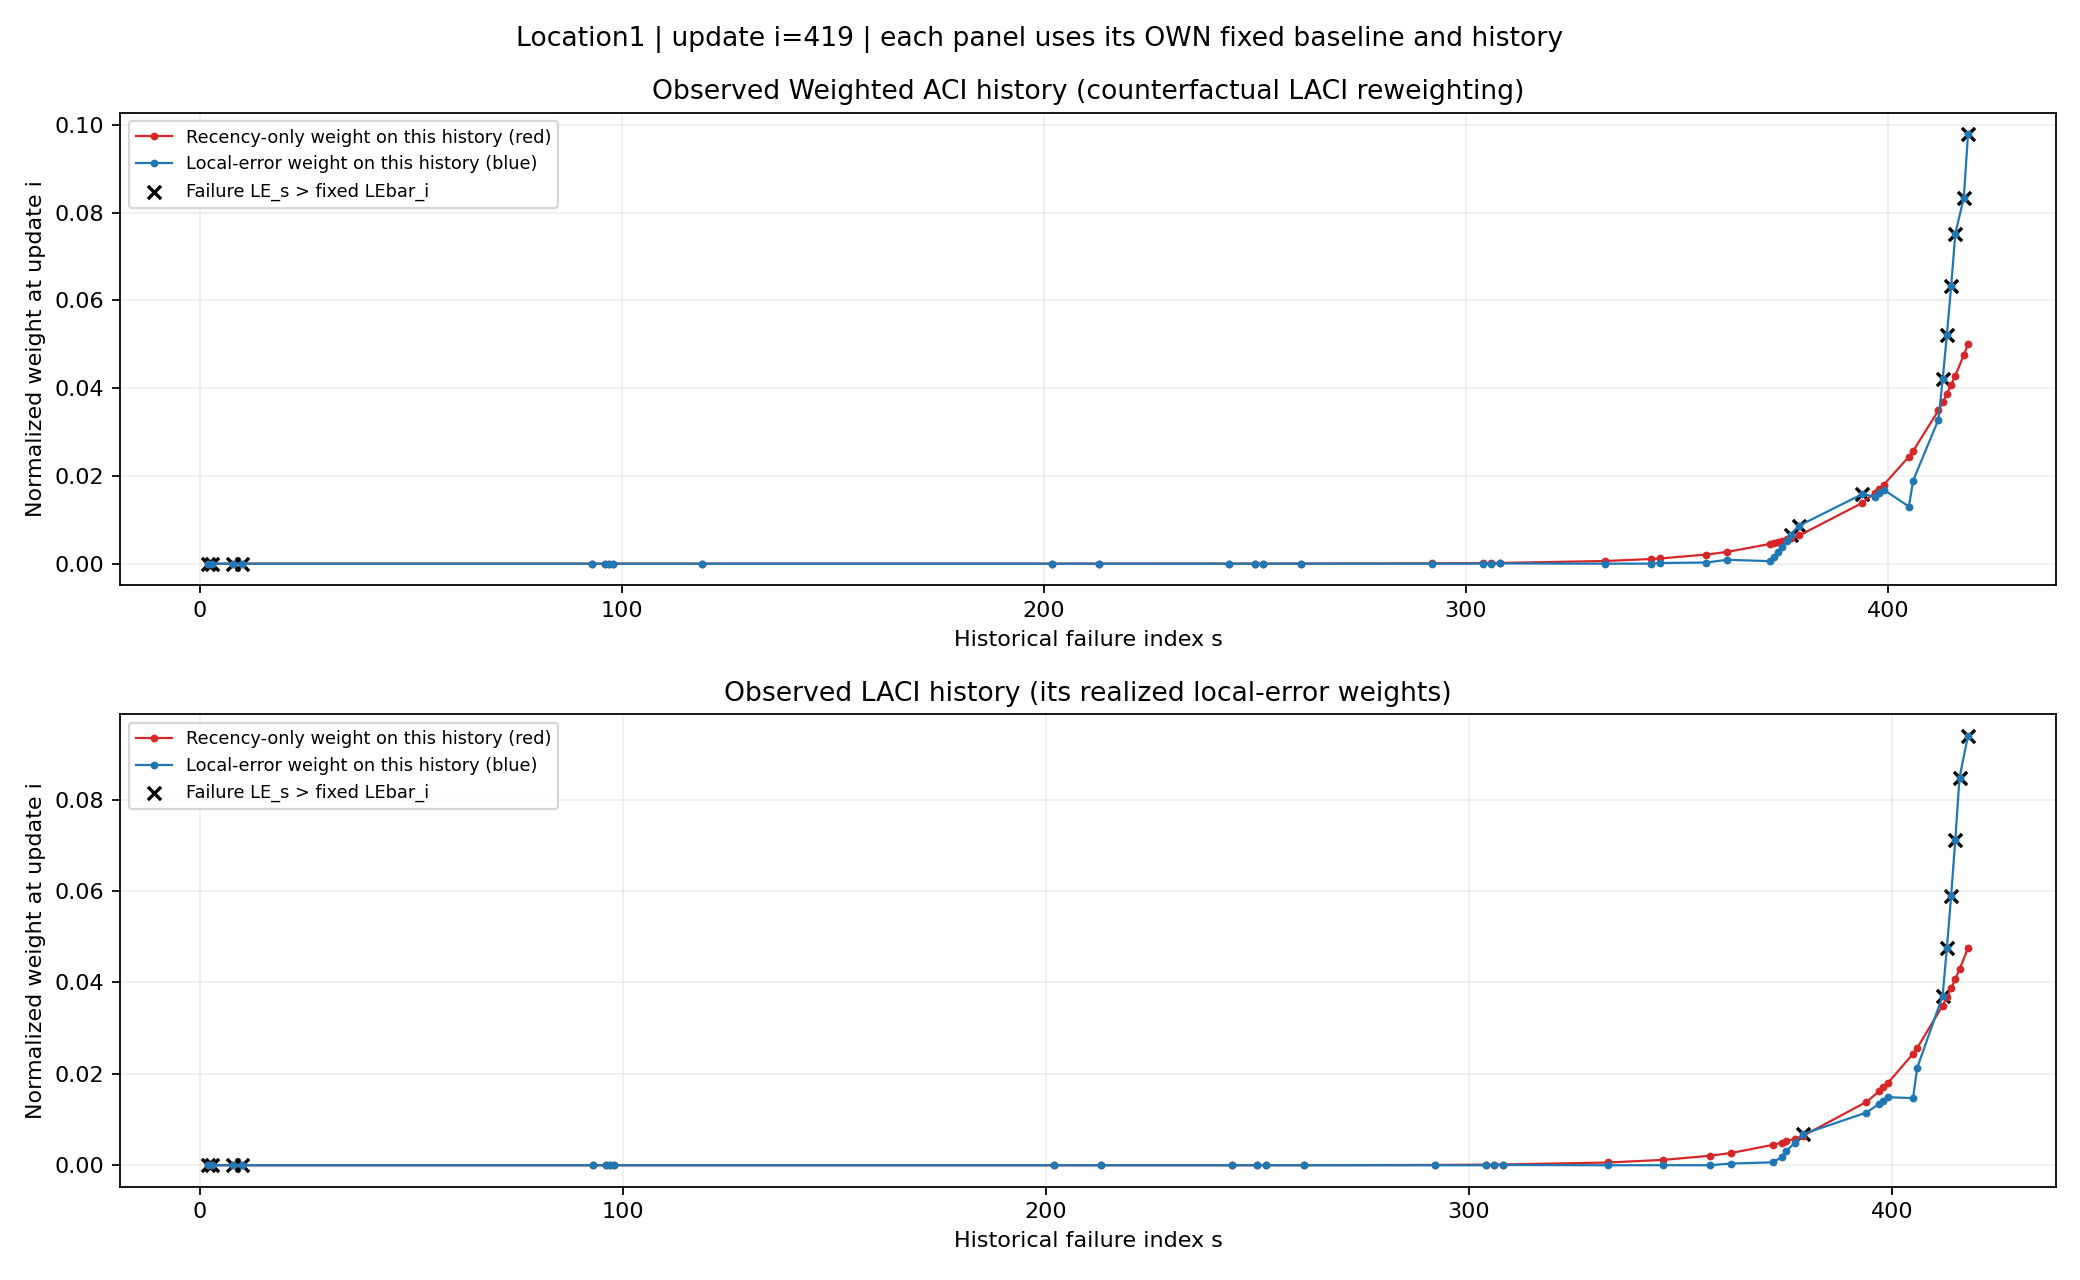 Location1 | update i=419 | each panel uses its OWN fixed baseline and history
Observed Weighted ACI history (counterfactual LACI reweighting)
Recency-only weight on this history (red)
Local-error weight on this history (blue)
Failure LE_s > fixed LEbar_i
Normalized weight at update i
0.10
0.08
0.06
0.04
0.02
0.00
0 100 200 300 400
Historical failure index s
Observed LACI history (its realized local-error weights)
Recency-only weight on this history (red)
Local-error weight on this history (blue)
Failure LE_s > fixed LEbar_i
Normalized weight at update i
0.08
0.06
0.04
0.02
0.00
0 100 200 300 400
Historical failure index s